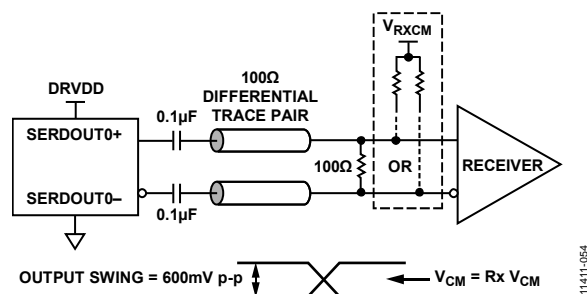 V_RXCM
100Ω
DIFFERENTIAL
TRACE PAIR
DRVDD
0.1µF
SERDOUT0+
100Ω
OR
RECEIVER
SERDOUT0–
0.1µF
OUTPUT SWING = 600mV p-p
V_CM = Rx V_CM
11411-054